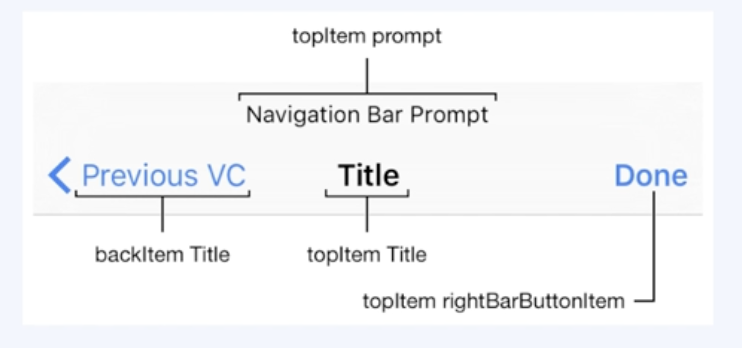 topItem prompt
Navigation Bar Prompt
Previous VC Title Done
backItem Title topItem Title
topItem rightBarButtonItem